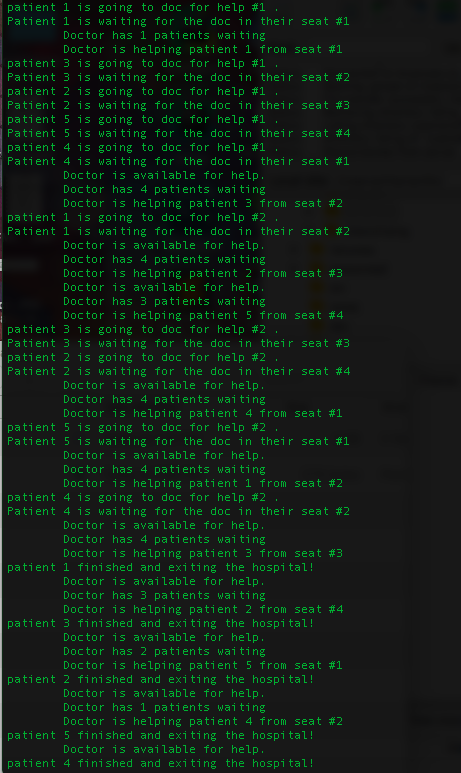 patient 1 is going to doc for help #1 .
Patient 1 is waiting for the doc in their seat #1
Doctor has 1 patients waiting
Doctor is helping patient 1 from seat #1
patient 3 is going to doc for help #1 .
Patient 3 is waiting for the doc in their seat #2
patient 2 is going to doc for help #1 .
Patient 2 is waiting for the doc in their seat #3
patient 5 is going to doc for help #1 .
Patient 5 is waiting for the doc in their seat #4
patient 4 is going to doc for help #1 .
Patient 4 is waiting for the doc in their seat #1
Doctor is available for help.
Doctor has 4 patients waiting
Doctor is helping patient 3 from seat #2
patient 1 is going to doc for help #2 .
Patient 1 is waiting for the doc in their seat #2
Doctor is available for help.
Doctor has 4 patients waiting
Doctor is helping patient 2 from seat #3
Doctor is available for help.
Doctor has 3 patients waiting
Doctor is helping patient 5 from seat #4
patient 3 is going to doc for help #2 .
Patient 3 is waiting for the doc in their seat #3
patient 2 is going to doc for help #2 .
Patient 2 is waiting for the doc in their seat #4
Doctor is available for help.
Doctor has 4 patients waiting
Doctor is helping patient 4 from seat #1
patient 5 is going to doc for help #2 .
Patient 5 is waiting for the doc in their seat #1
Doctor is available for help.
Doctor has 4 patients waiting
Doctor is helping patient 1 from seat #2
patient 4 is going to doc for help #2 .
Patient 4 is waiting for the doc in their seat #2
Doctor is available for help.
Doctor has 4 patients waiting
Doctor is helping patient 3 from seat #3
patient 1 finished and exiting the hospital!
Doctor is available for help.
Doctor has 3 patients waiting
Doctor is helping patient 2 from seat #4
patient 3 finished and exiting the hospital!
Doctor is available for help.
Doctor has 2 patients waiting
Doctor is helping patient 5 from seat #1
patient 2 finished and exiting the hospital!
Doctor is available for help.
Doctor has 1 patients waiting
Doctor is helping patient 4 from seat #2
patient 5 finished and exiting the hospital!
Doctor is available for help.
patient 4 finished and exiting the hospital!